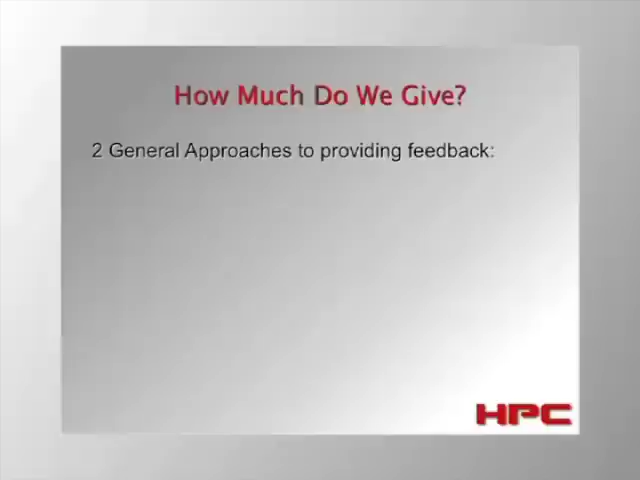 How Much Do We Give?
2 General Approaches to providing feedback:
HPC